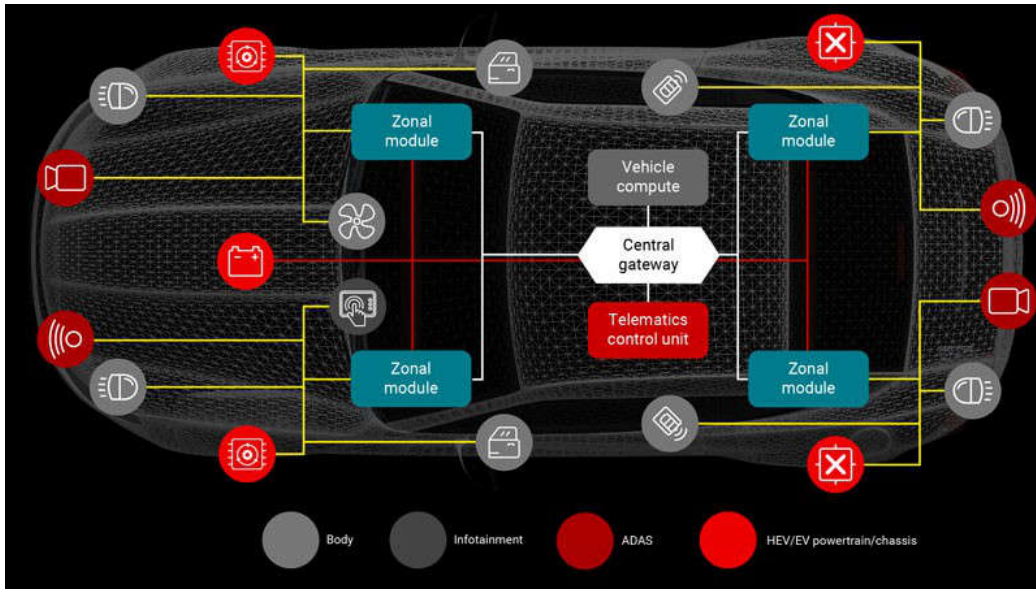 Zonal
module
Zonal
module
Vehicle
compute
Central
gateway
Telematics
control unit
Zonal
module
Zonal
module
Body
Infotainment
ADAS
HEV/EV powertrain/chassis